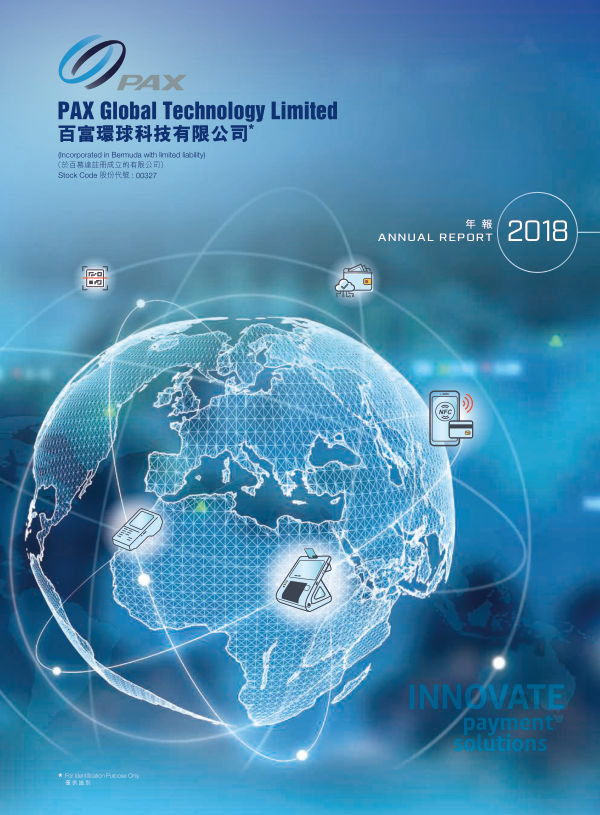 PAX
PAX Global Technology Limited
百富環球科技有限公司*
(Incorporated in Bermuda with limited liability)
(於百慕達註冊成立的有限公司)
Stock Code 股份代號 : 00327
年報
ANNUAL REPORT
2018
NFC
INNOVATE
payment
solutions
* For Identification Purpose Only
僅供識別